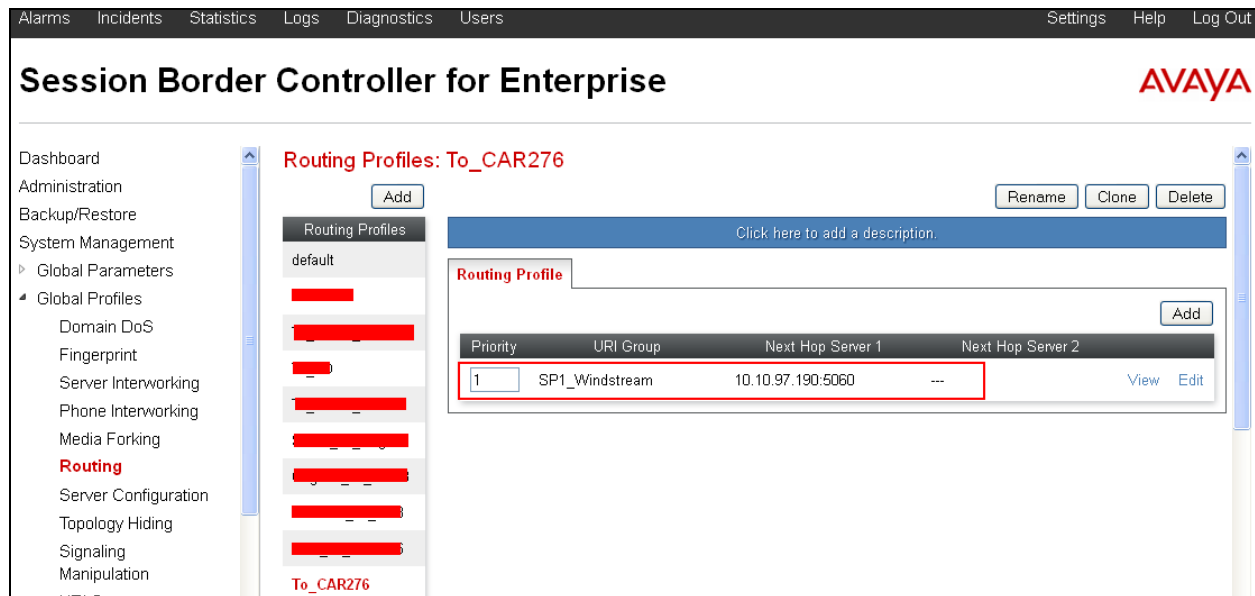 Alarms Incidents Statistics Logs Diagnostics Users Settings Help Log Out
Session Border Controller for Enterprise
AVAYA
Dashboard
Administration
Backup/Restore
System Management
Global Parameters
Global Profiles
Domain DoS
Fingerprint
Server Interworking
Phone Interworking
Media Forking
Routing
Server Configuration
Topology Hiding
Signaling
Manipulation
Routing Profiles: To_CAR276
Add
Rename Clone Delete
Routing Profiles
default
To_CAR276
Click here to add a description.
Routing Profile
Add
Priority URI Group Next Hop Server 1 Next Hop Server 2
1 SP1_Windstream 10.10.97.190:5060 --- View Edit